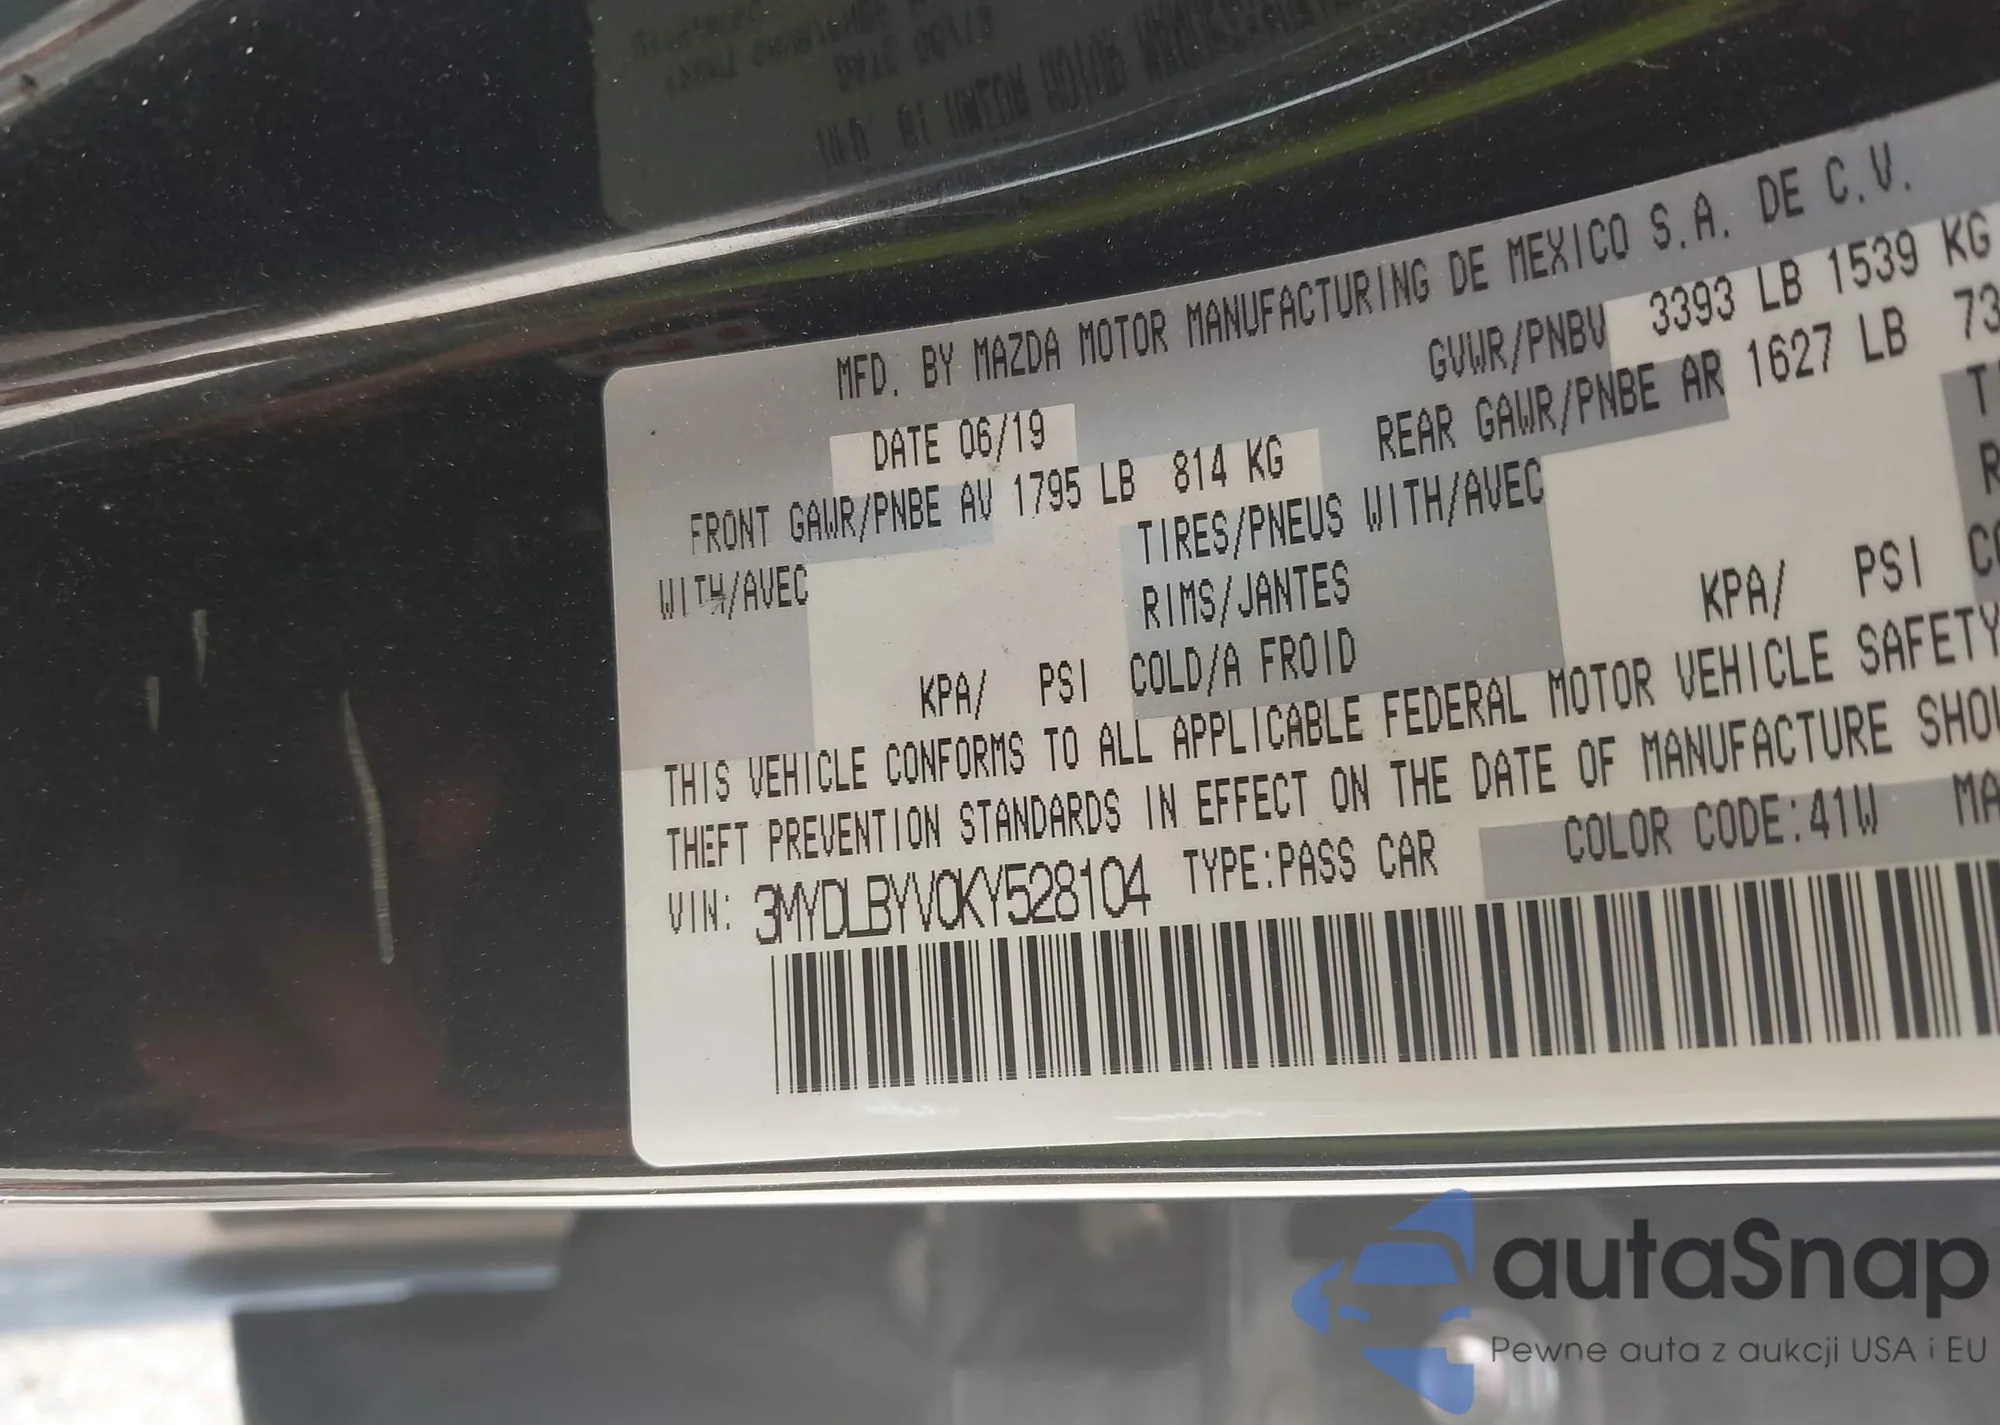 MFD. BY MAZDA MOTOR MANUFACTURING DE MEXICO S.A. DE C.V.
DATE 06/19 GVWR/PNBV 3393 LB 1539 KG
FRONT GAWR/PNBE AV 1795 LB 814 KG REAR GAWR/PNBE AR 1627 LB 73
WITH/AVEC TIRES/PNEUS WITH/AVEC
RIMS/JANTES
KPA/ PSI COLD/A FROID KPA/ PSI
THIS VEHICLE CONFORMS TO ALL APPLICABLE FEDERAL MOTOR VEHICLE SAFETY
THEFT PREVENTION STANDARDS IN EFFECT ON THE DATE OF MANUFACTURE SHO
VIN: 3MYDLBYV0KY528104 TYPE:PASS CAR COLOR CODE:41W MA
autaSnap
Pewne auta z aukcji USA i EU